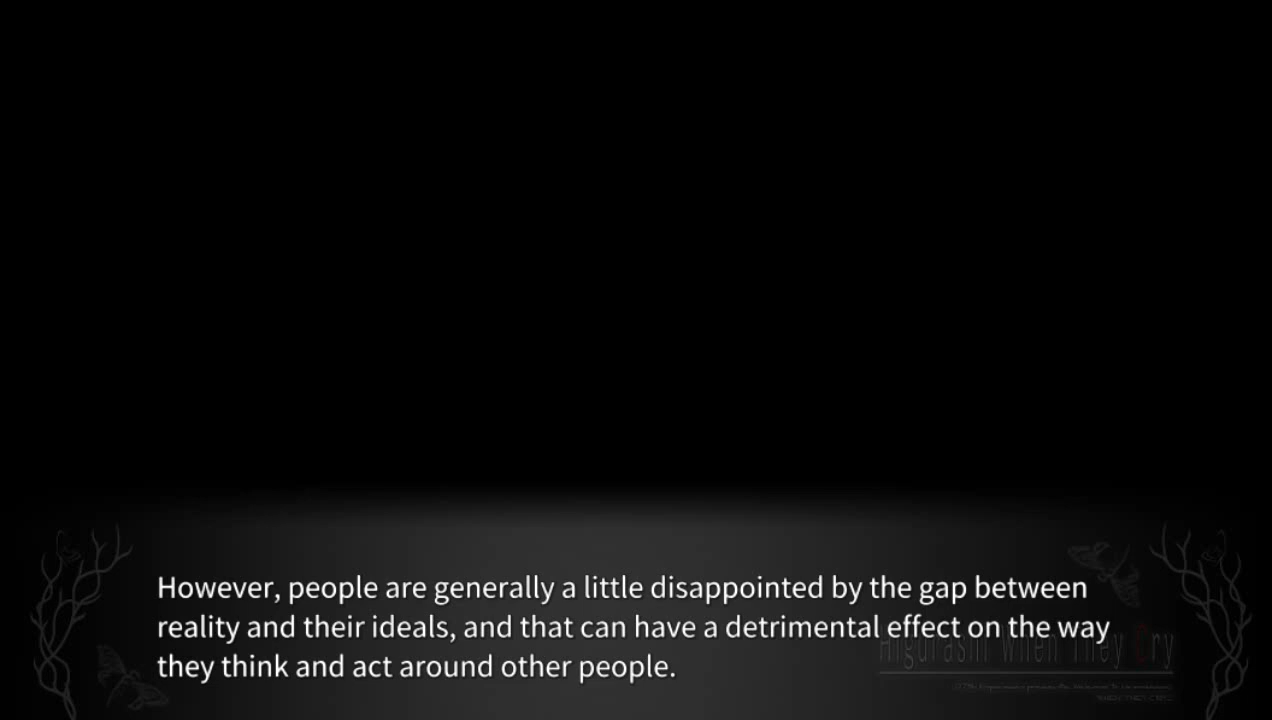 However, people are generally a little disappointed by the gap between
reality and their ideals, and that can have a detrimental effect on the way
they think and act around other people.
Higurashi When They Cry